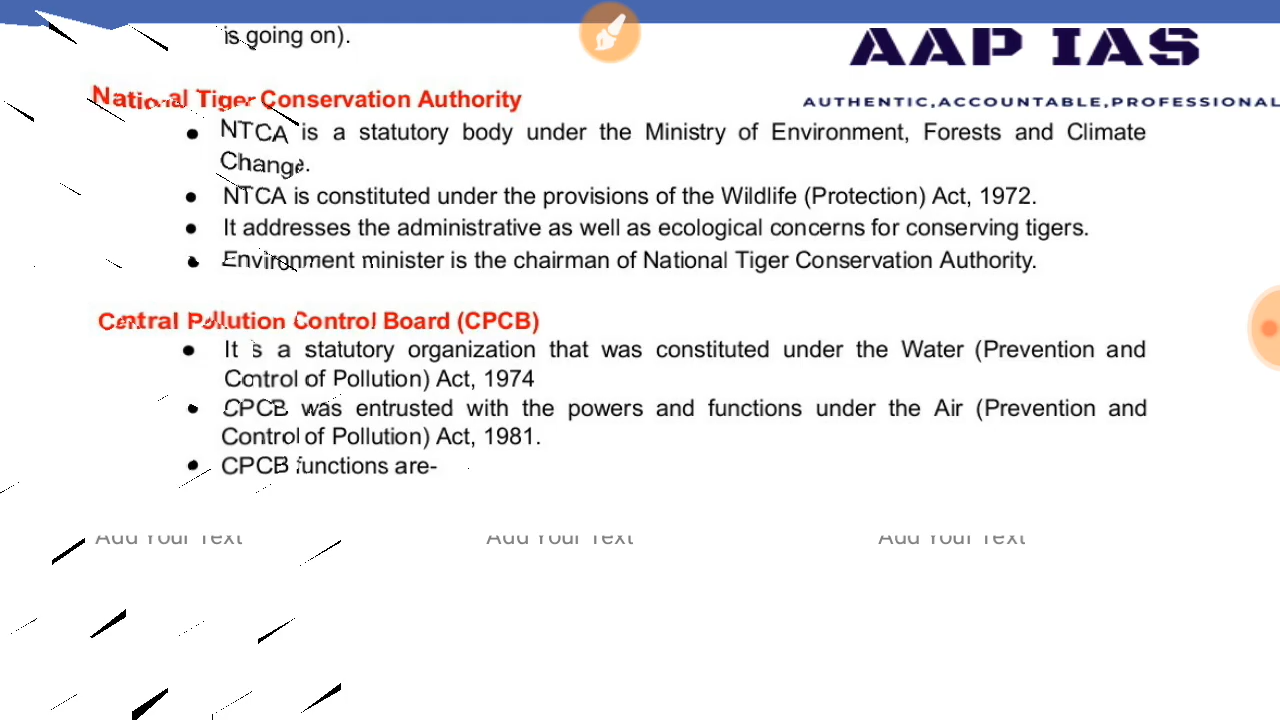 is going on).
AAP IAS
AUTHENTIC,ACCOUNTABLE,PROFESSIONAL
National Tiger Conservation Authority
● NTCA is a statutory body under the Ministry of Environment, Forests and Climate
Change.
● NTCA is constituted under the provisions of the Wildlife (Protection) Act, 1972.
● It addresses the administrative as well as ecological concerns for conserving tigers.
● Environment minister is the chairman of National Tiger Conservation Authority.
Central Pollution Control Board (CPCB)
● It is a statutory organization that was constituted under the Water (Prevention and
Control of Pollution) Act, 1974
● CPCB was entrusted with the powers and functions under the Air (Prevention and
Control of Pollution) Act, 1981.
● CPCB functions are-
Add Your Text Add Your Text Add Your Text